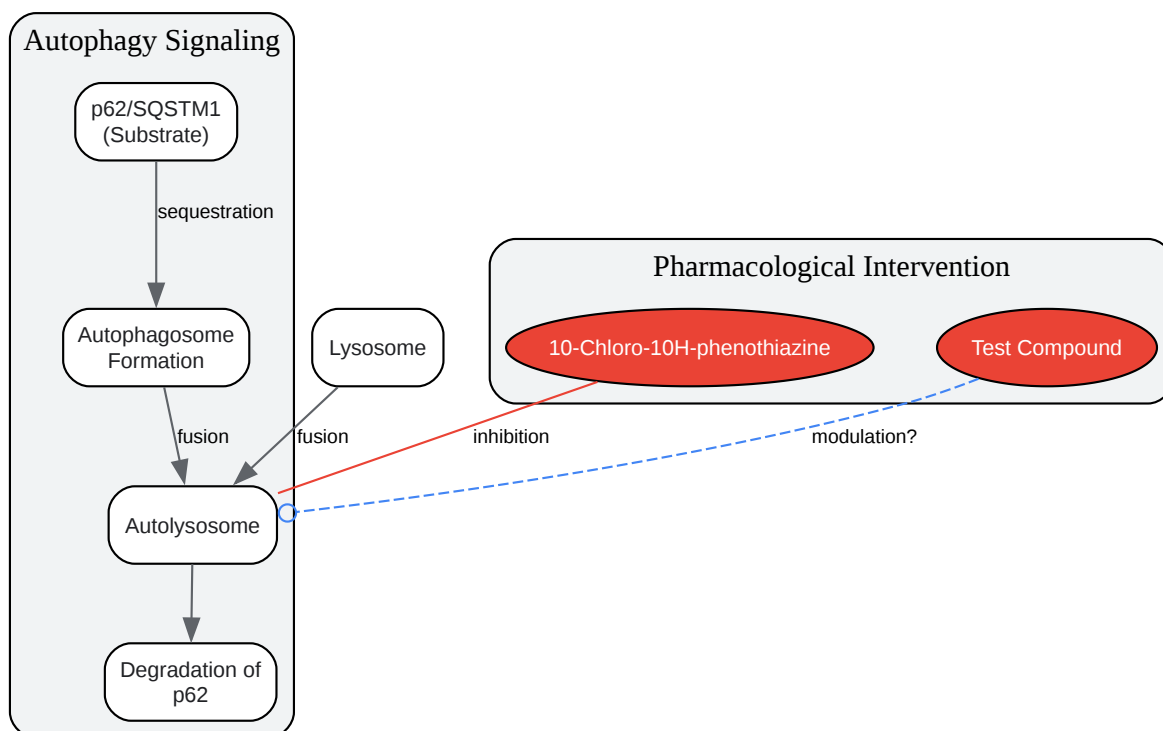 Autophagy Signaling
p62/SQSTM1
(Substrate)
sequestration
Pharmacological Intervention
Autophagosome
Formation
Lysosome
10-Chloro-10H-phenothiazine
Test Compound
fusion
fusion
inhibition
modulation?
Autolysosome
Degradation of
p62